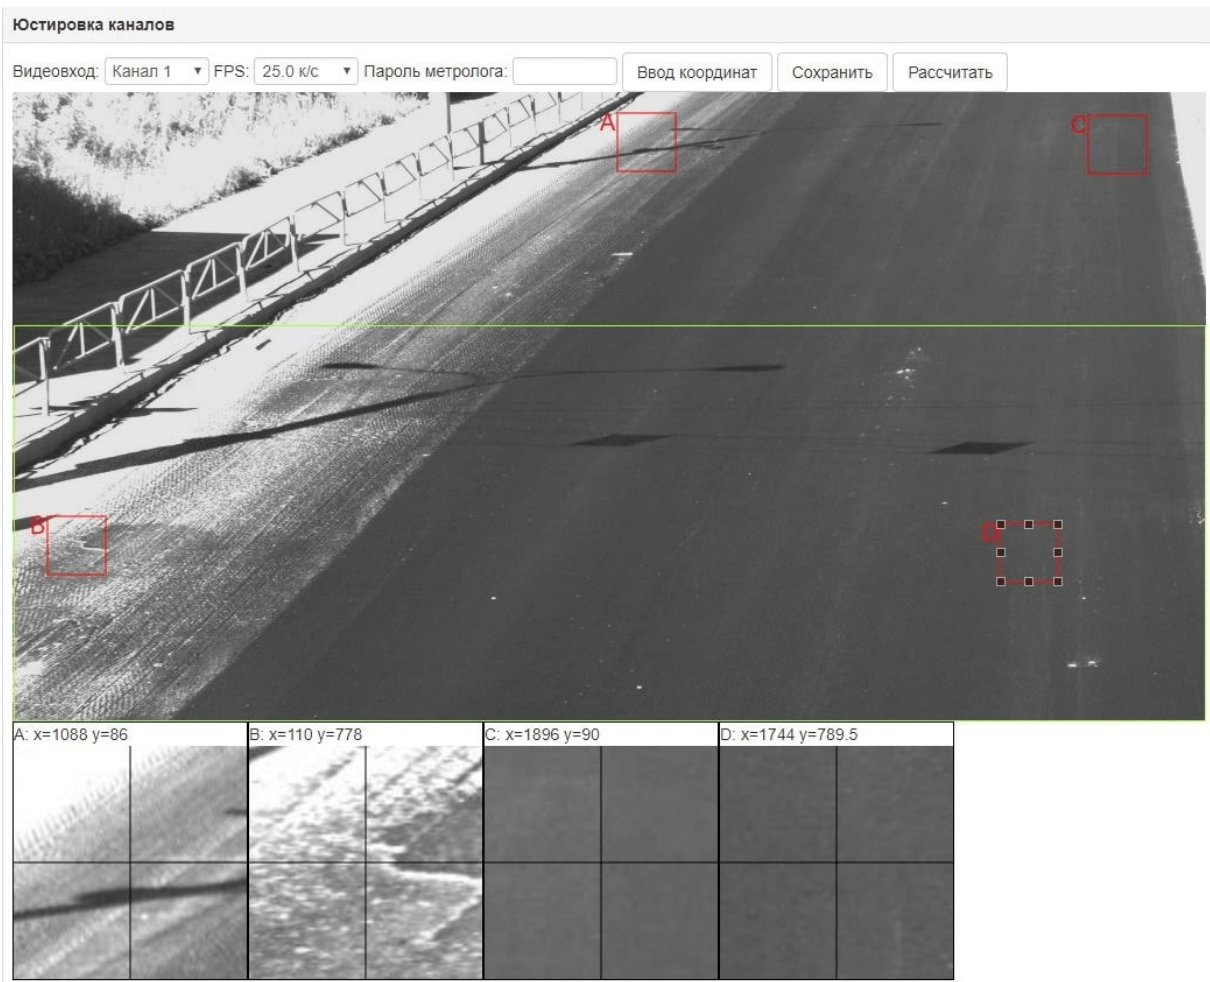 Юстировка каналов
Видеовход: Канал 1 FPS: 25.0 к/с Пароль метролога: Ввод координат Сохранить Рассчитать
A C
B D
A: x=1088 y=86 B: x=110 y=778 C: x=1896 y=90 D: x=1744 y=789.5